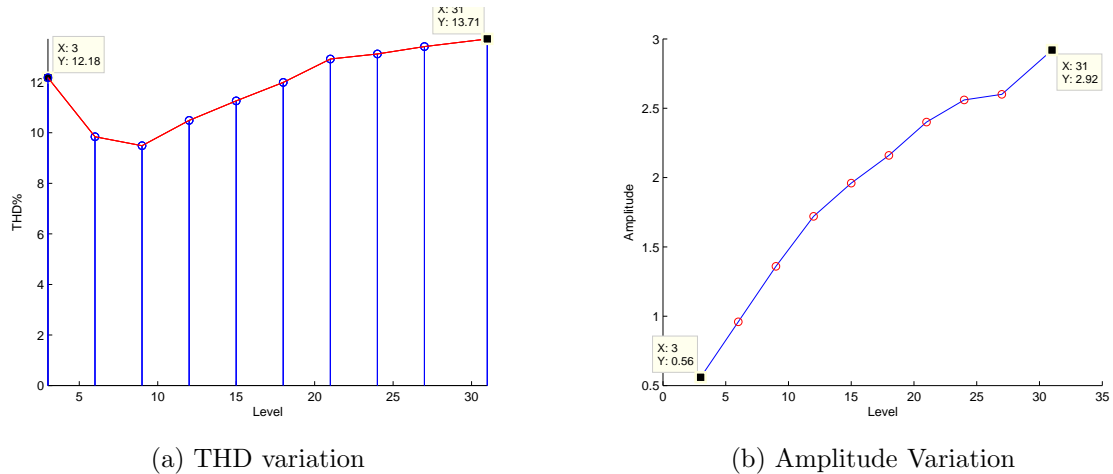 X: 31
Y: 13.71
X: 3
Y: 12.18
12
10
8
6
4
2
0
THD%
5
10
15
20
25
30
Level
(a) THD variation
3
2.5
2
1.5
1
0.5
Amplitude
X: 31
Y: 2.92
X: 3
Y: 0.56
0
5
10
15
20
25
30
35
Level
(b) Amplitude Variation